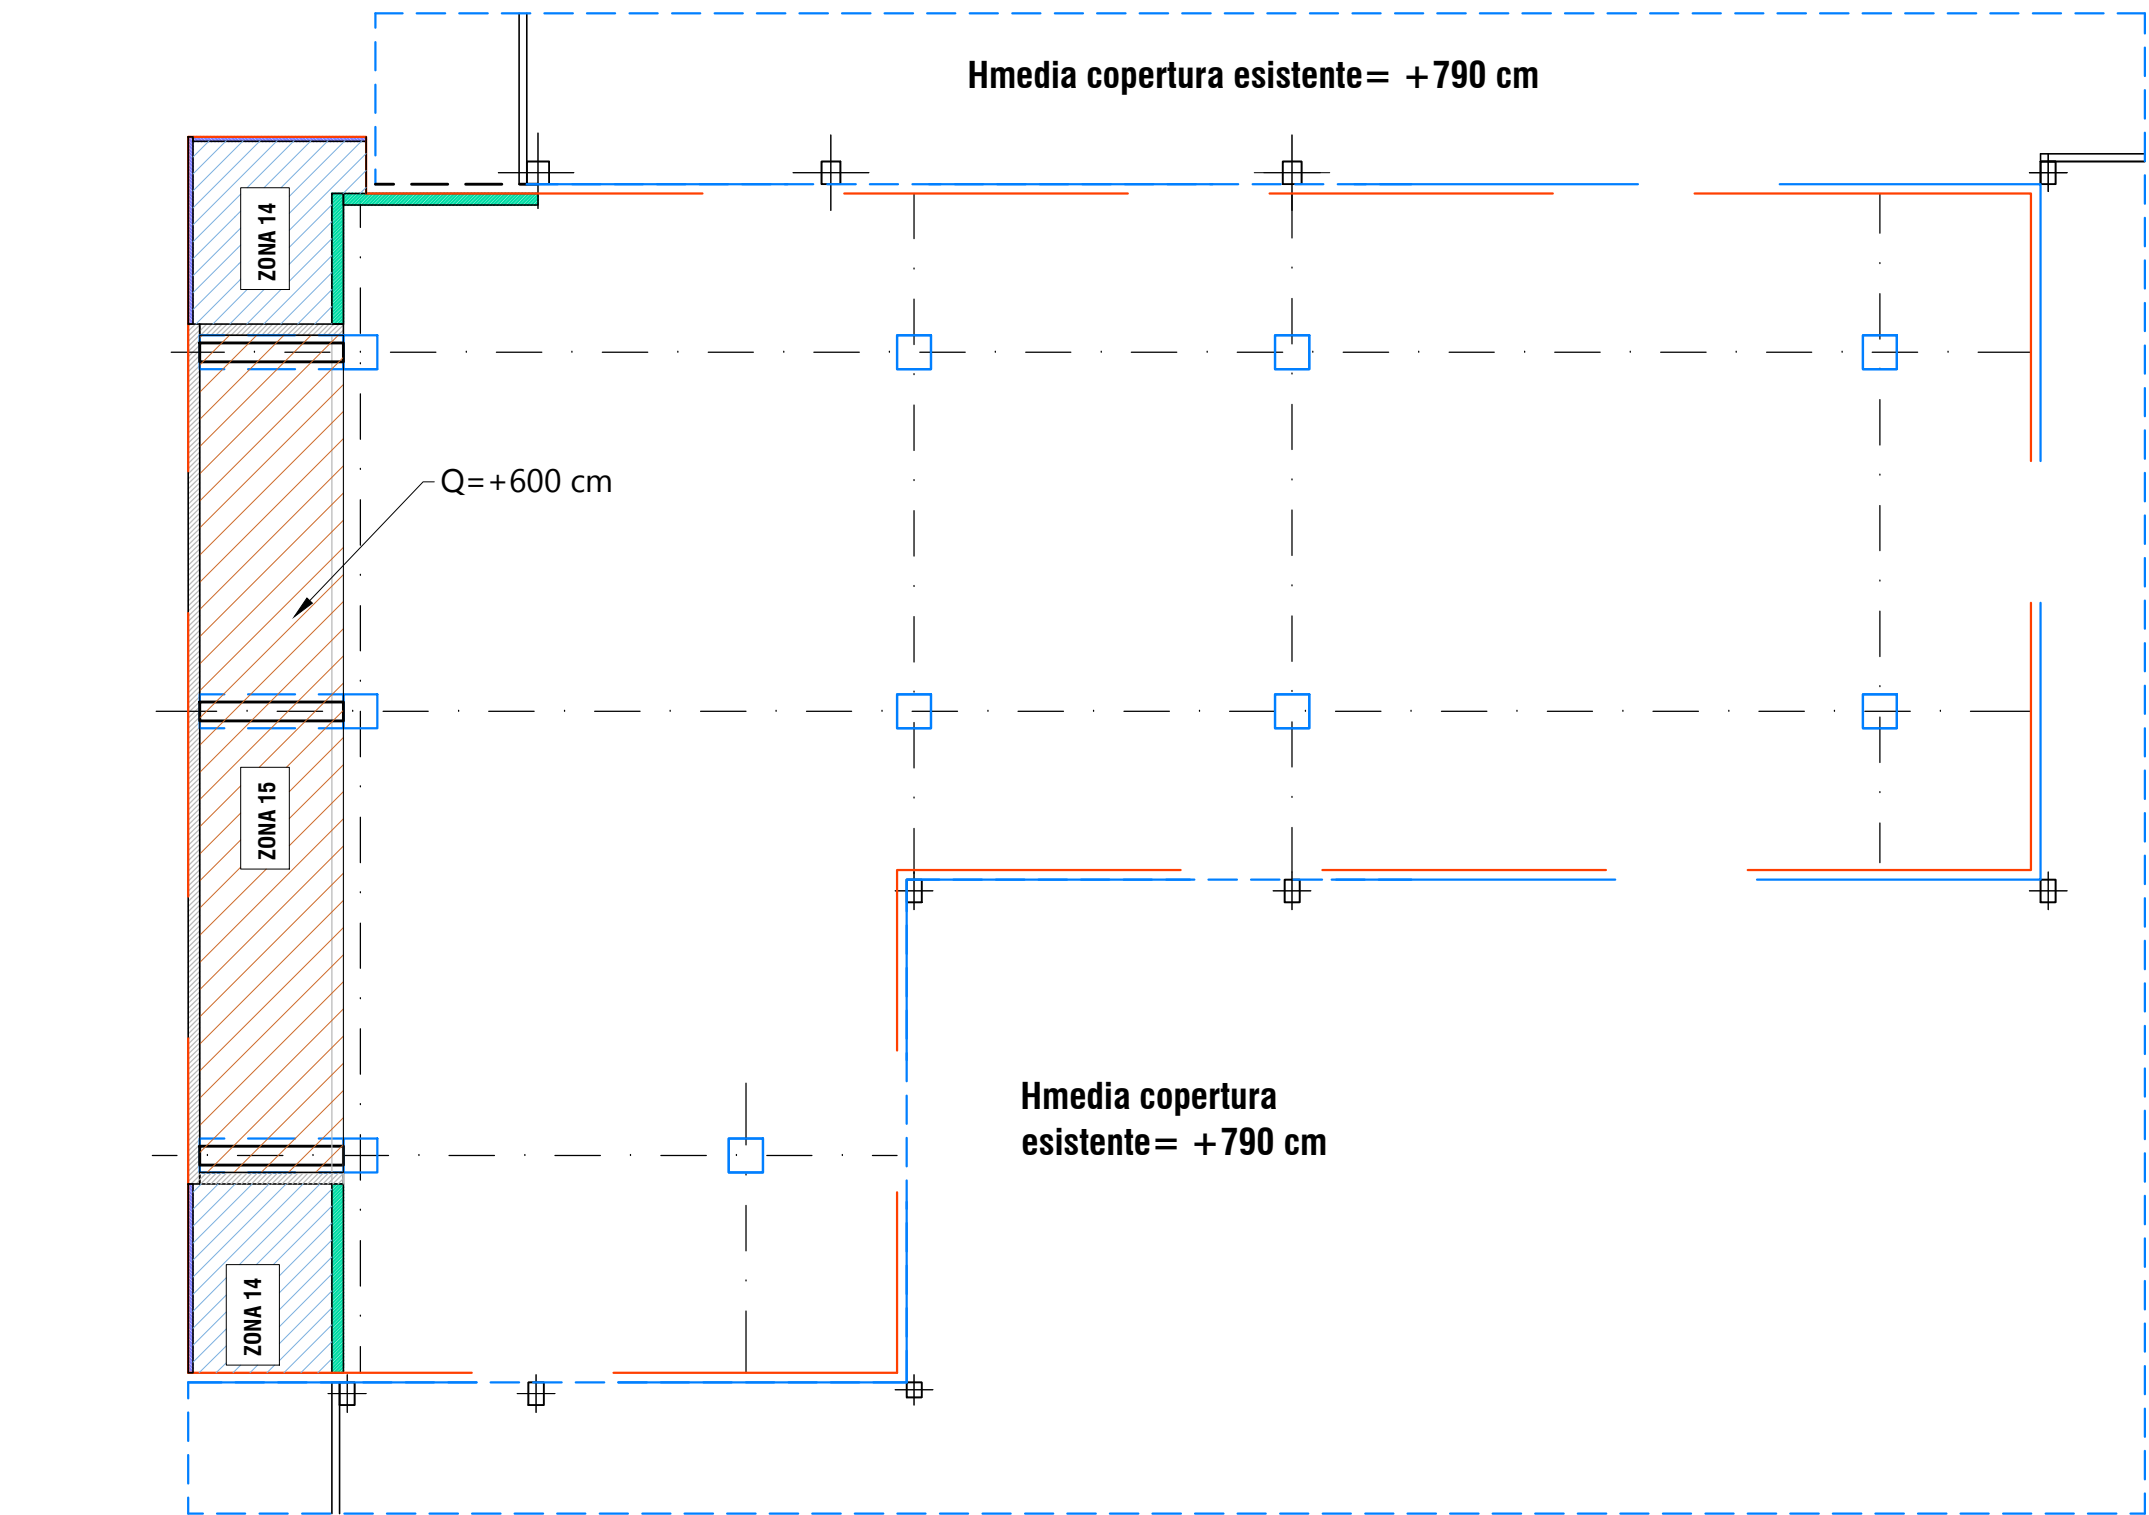 Hmedia copertura esistente= +790 cm
ZONA 14
Q=+600 cm
ZONA 15
Hmedia copertura
esistente= +790 cm
ZONA 14